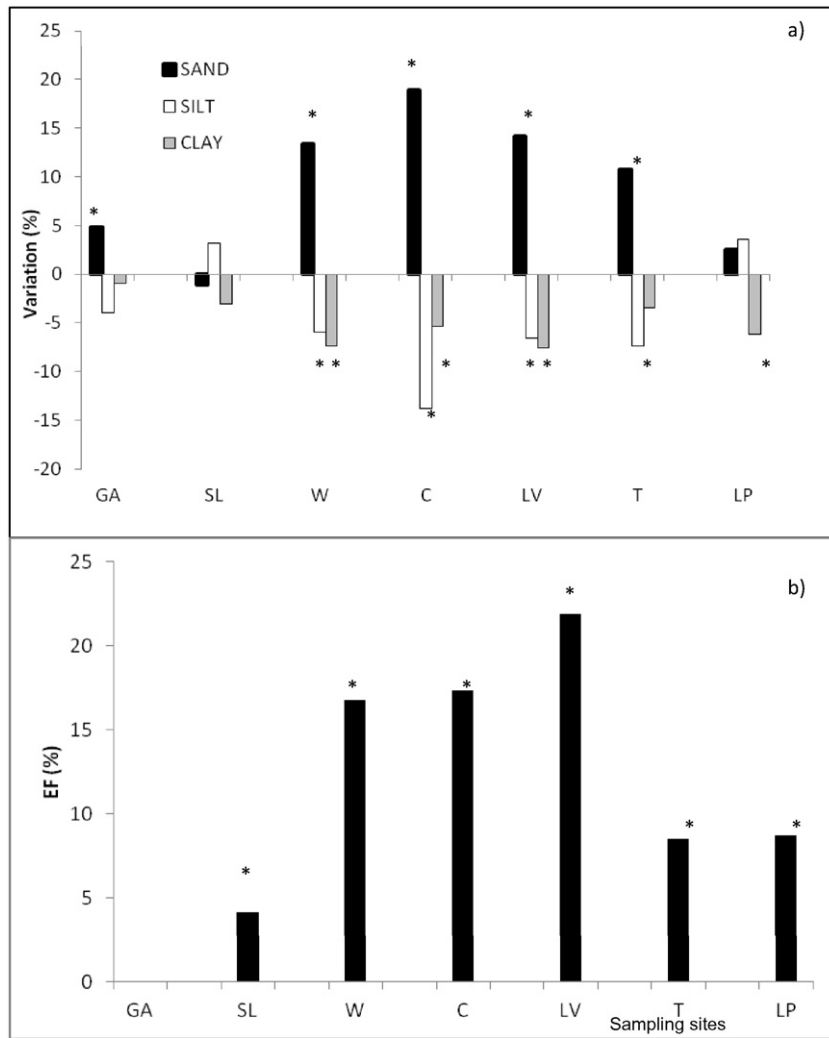 a)
25
20
15
10
5
0
-5
-10
-15
-20
Variation (%)
SAND
SILT
CLAY
*
* * *
* * *
* * *
* *
*
GA SL W C LV T LP
b)
25
20
15
10
5
0
EF (%)
* * * * * *
GA SL W C LV T LP
Sampling sites